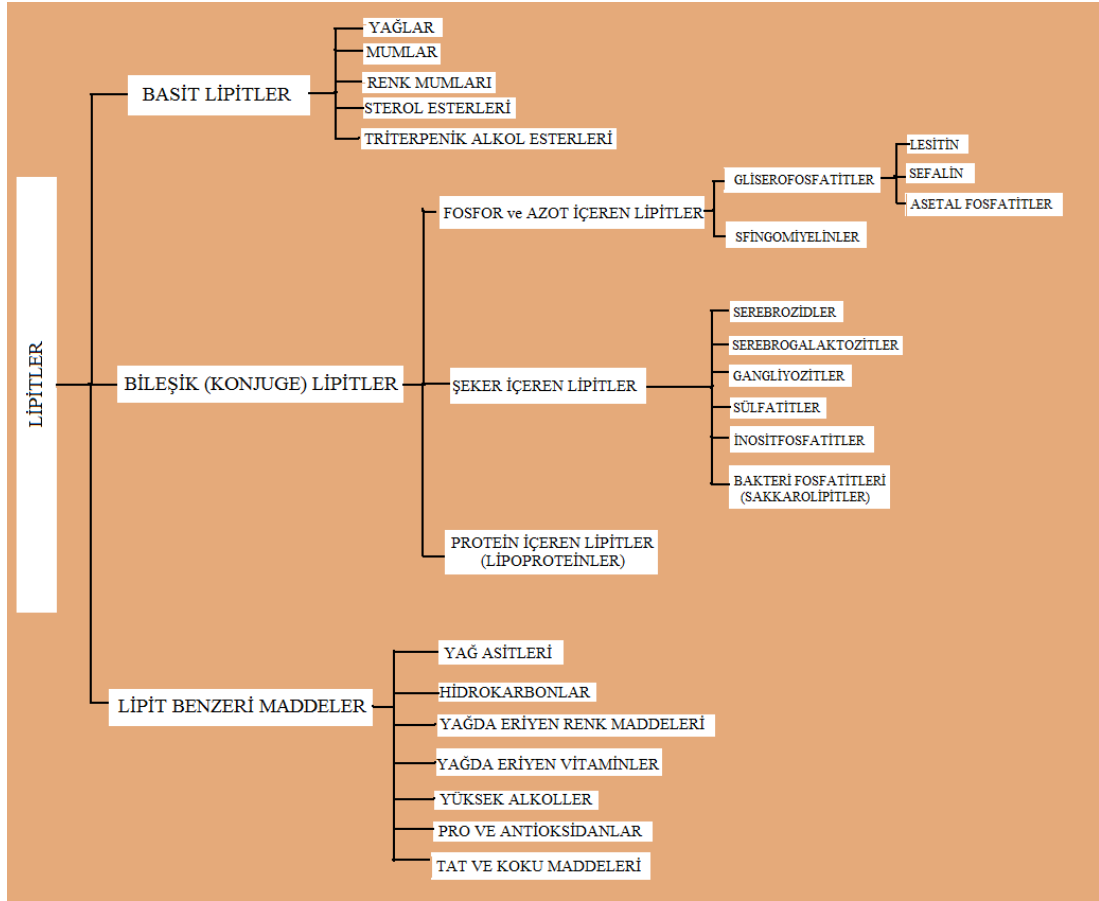 LİPİTLER
BASİT LİPİTLER
YAĞLAR
MUMLAR
RENK MUMLARI
STEROL ESTERLERİ
TRİTERPENİK ALKOL ESTERLERİ
BİLEŞİK (KONJUGE) LİPİTLER
FOSFOR ve AZOT İÇEREN LİPİTLER
GLİSEROFOSFATİTLER
LESİTİN
SEFALİN
ASETAL FOSFATİTLER
SFİNGOMİYELİNLER
ŞEKER İÇEREN LİPİTLER
SEREBROZİDLER
SEREBROGALAKTOZİTLER
GANGLİYOZİTLER
SÜLFATİTLER
İNOSİTFOSFATİTLER
BAKTERİ FOSFATİTLERİ
(SAKKAROLİPİTLER)
PROTEİN İÇEREN LİPİTLER
(LİPOPROTEİNLER)
LİPİT BENZERİ MADDELER
YAĞ ASİTLERİ
HİDROKARBONLAR
YAĞDA ERİYEN RENK MADDELERİ
YAĞDA ERİYEN VİTAMİNLER
YÜKSEK ALKOLLER
PRO VE ANTİOKSİDANLAR
TAT VE KOKU MADDELERİ